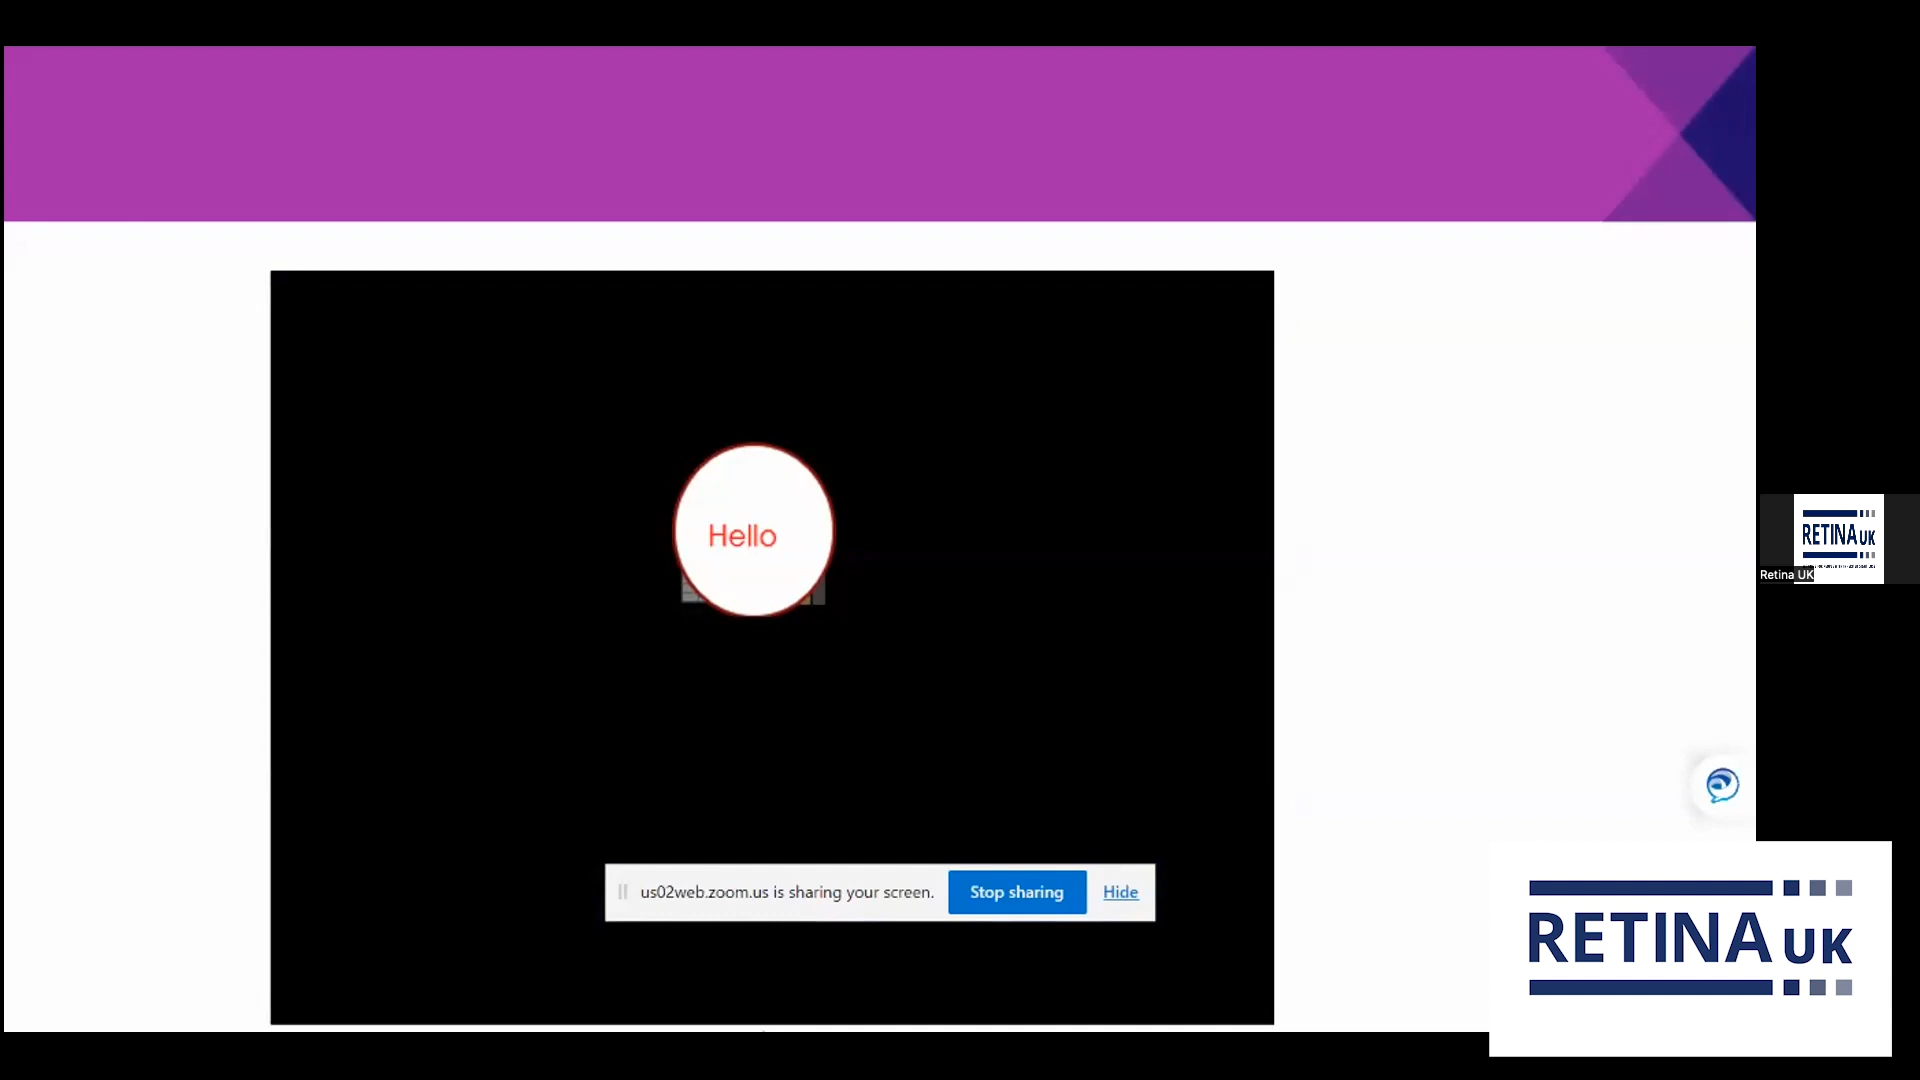 Hello
us02web.zoom.us is sharing your screen. Stop sharing Hide
RETINA UK
Retina UK
RETINA UK